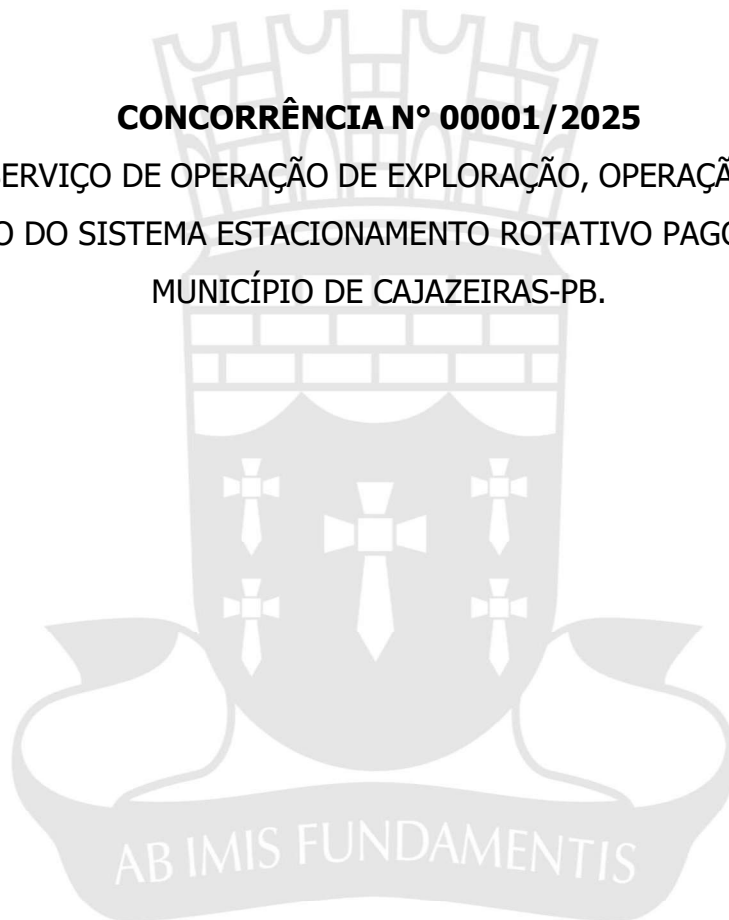 CONCORRÊNCIA N° 00001/2025
SERVIÇO DE OPERAÇÃO DE EXPLORAÇÃO, OPERAÇÃ
O DO SISTEMA ESTACIONAMENTO ROTATIVO PAGO
MUNICÍPIO DE CAJAZEIRAS-PB.
AB IMIS FUNDAMENTIS